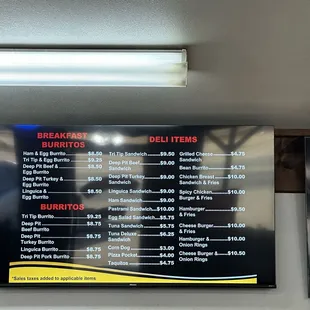 BREAKFAST
BURRITOS
Ham & Egg Burrito $8.50
Tri Tip & Egg Burrito $9.25
Deep Pit Beef & $8.50
Egg Burrito
Deep Pit Turkey & $8.50
Egg Burrito
Linguica & $8.50
Egg Burrito
BURRITOS
Tri Tip Burrito $9.25
Deep Pit $8.75
Beef Burrito
Deep Pit $8.75
Turkey Burrito
Linguica Burrito $8.75
Deep Pit Pork Burrito $8.75
DELI ITEMS
Tri Tip Sandwich $9.50
Deep Pit Beef $9.00
Sandwich
Deep Pit Turkey $9.00
Sandwich
Linguica Sandwich $9.00
Ham Sandwich $9.00
Pastrami Sandwich $10.00
Egg Salad Sandwich $5.75
Tuna Sandwich $5.75
Tuna Deluxe $6.25
Sandwich
Corn Dog $3.00
Pizza Pocket $4.00
Taquitos $4.75
Grilled Cheese $4.75
Sandwich
Bean Burrito $6.25
Chicken Breast $10.00
Sandwich & Fries
Spicy Chicken $10.00
Burger & Fries
Hamburger $9.50
& Fries
Cheese Burger $10.00
& Fries
Hamburger & $10.00
Onion Rings
Cheese Burger & $10.50
Onion Rings
*Sales taxes added to applicable items